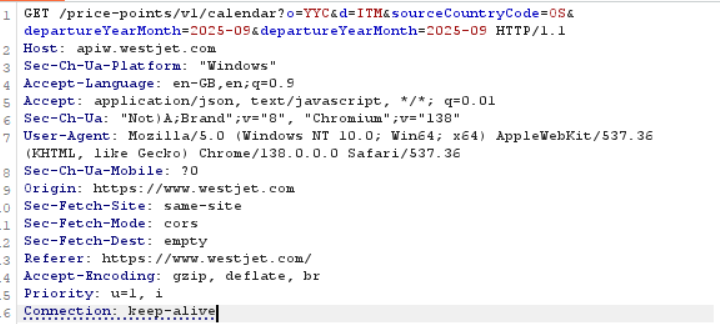 1 GET /price-points/v1/calendar?o=YYC&d=ITM&sourceCountryCode=OS&
departureYearMonth=2025-09&departureYearMonth=2025-09 HTTP/1.1
2 Host: apiw.westjet.com
3 Sec-Ch-Ua-Platform: "Windows"
4 Accept-Language: en-GB,en;q=0.9
5 Accept: application/json, text/javascript, */*; q=0.01
6 Sec-Ch-Ua: "Not)A;Brand";v="8", "Chromium";v="138"
7 User-Agent: Mozilla/5.0 (Windows NT 10.0; Win64; x64) AppleWebKit/537.36
(KHTML, like Gecko) Chrome/138.0.0.0 Safari/537.36
8 Sec-Ch-Ua-Mobile: ?0
9 Origin: https://www.westjet.com
.0 Sec-Fetch-Site: same-site
.1 Sec-Fetch-Mode: cors
.2 Sec-Fetch-Dest: empty
.3 Referer: https://www.westjet.com/
.4 Accept-Encoding: gzip, deflate, br
.5 Priority: u=1, i
.6 Connection: keep-alive